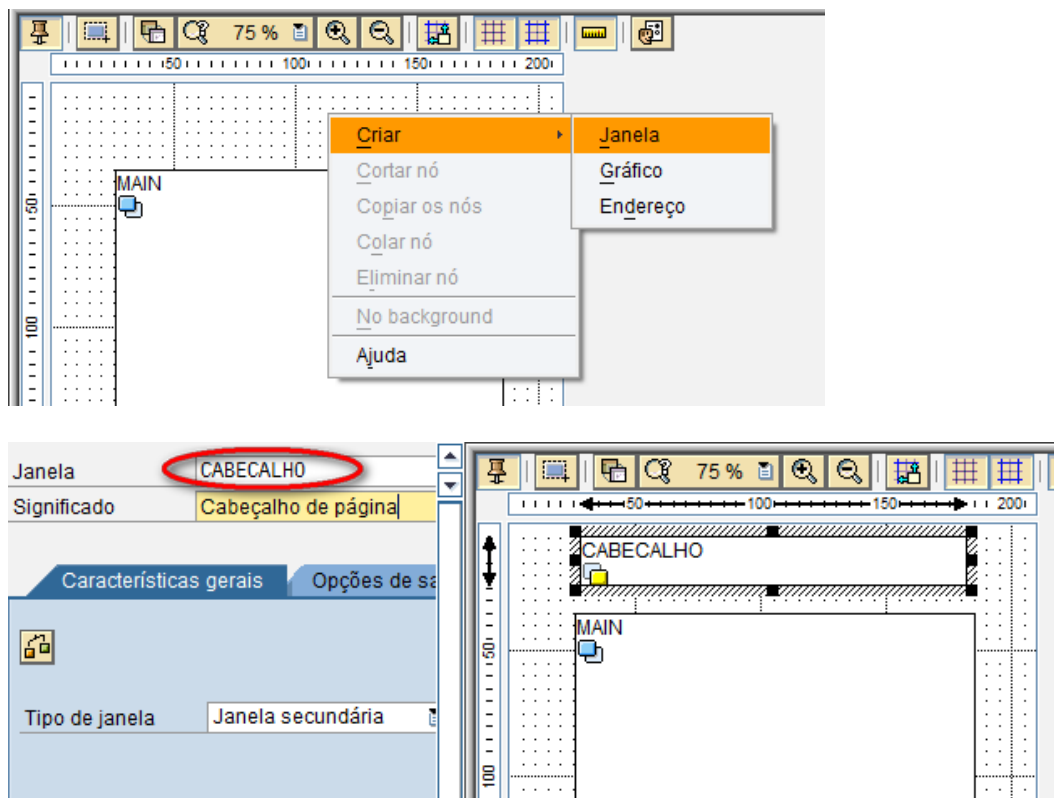 75 %
50 100 150 200
Criar Janela
Cortar nó Gráfico
MAIN
Copiar os nós Endereço
50
Colar nó
Eliminar nó
No background
100
Ajuda
Janela CABECALHO
75 %
Significado Cabeçalho de página
50 100 150 200
CABECALHO
Características gerais Opções de sa
MAIN
50
Tipo de janela Janela secundária
100